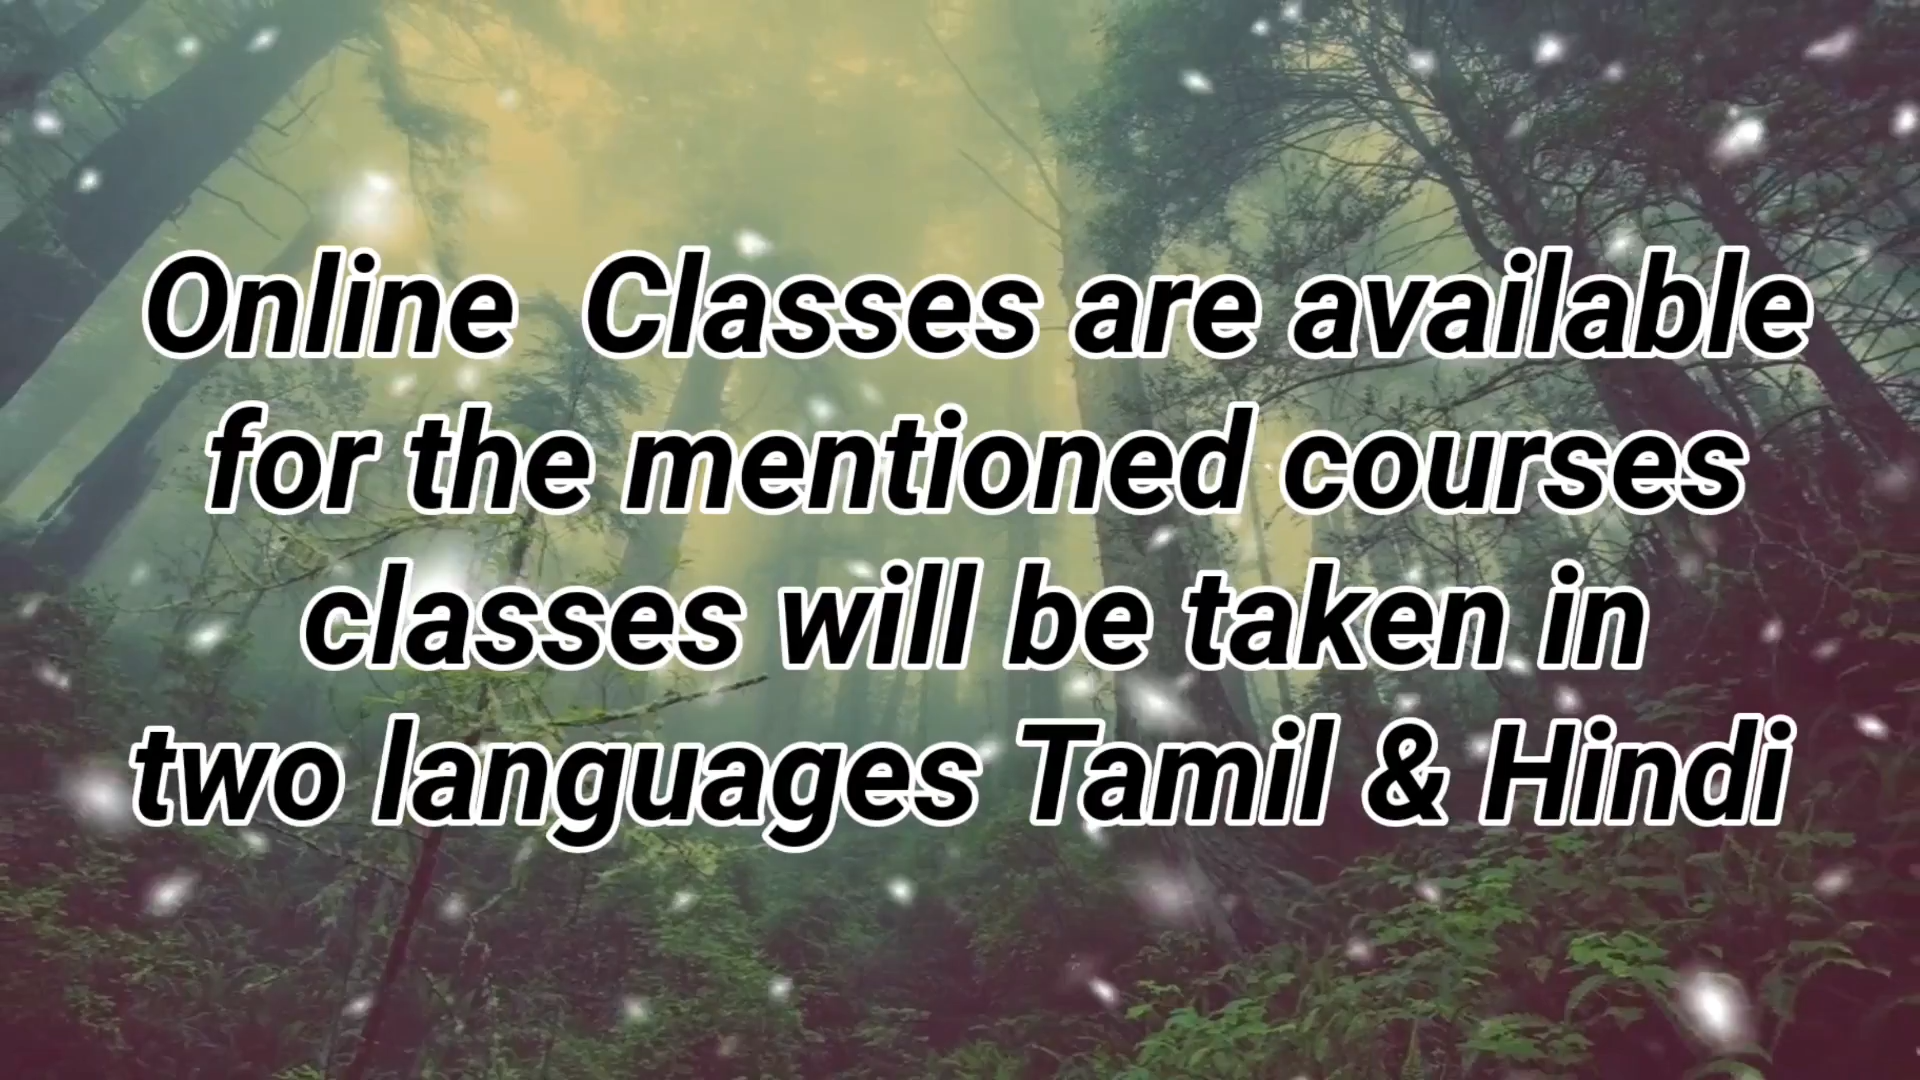 Online  Classes are available
for the mentioned courses
classes will be taken in
two languages Tamil & Hindi